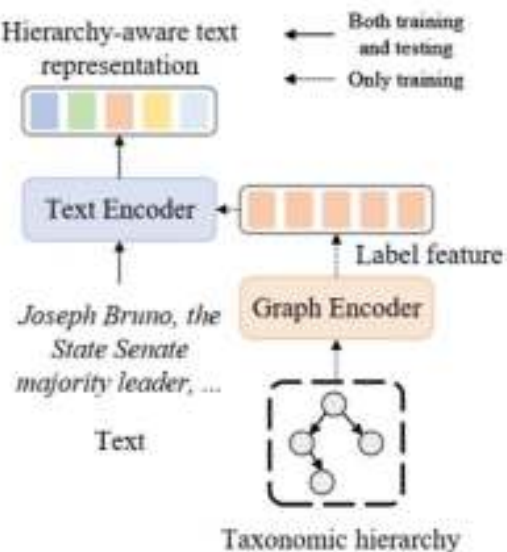 Hierarchy-aware text
representation
Both training
and testing
Only training
Text Encoder
Label feature
Graph Encoder
Joseph Bruno, the
State Senate
majority leader, ...
Text
Taxonomic hierarchy